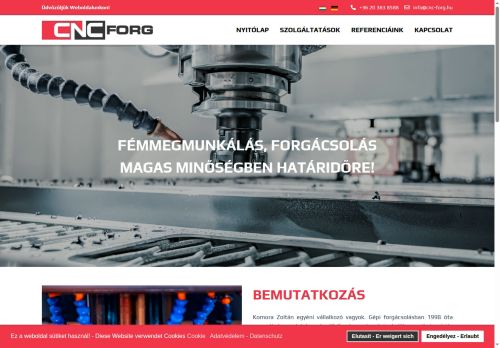 Üdvözöljük Weboldalunkon!
+36 20 383 8588 info@cnc-forg.hu
CNC FORG
NYITÓLAP SZOLGÁLTATÁSOK REFERENCIÁINK KAPCSOLAT
FÉMMEGMUNKÁLÁS, FORGÁCSOLÁS
MAGAS MINŐSÉGBEN HATÁRIDŐRE!
BEMUTATKOZÁS
Komora Zoltán egyéni vállalkozó vagyok. Gépi forgácsolásban 1998 óta
Ez a weboldal sütiket használ! - Diese Website verwendet Cookies Cookie Adatvédelem - Datenschutz
Elutasít - Er weigert sich
Engedélyez - Erlaubt